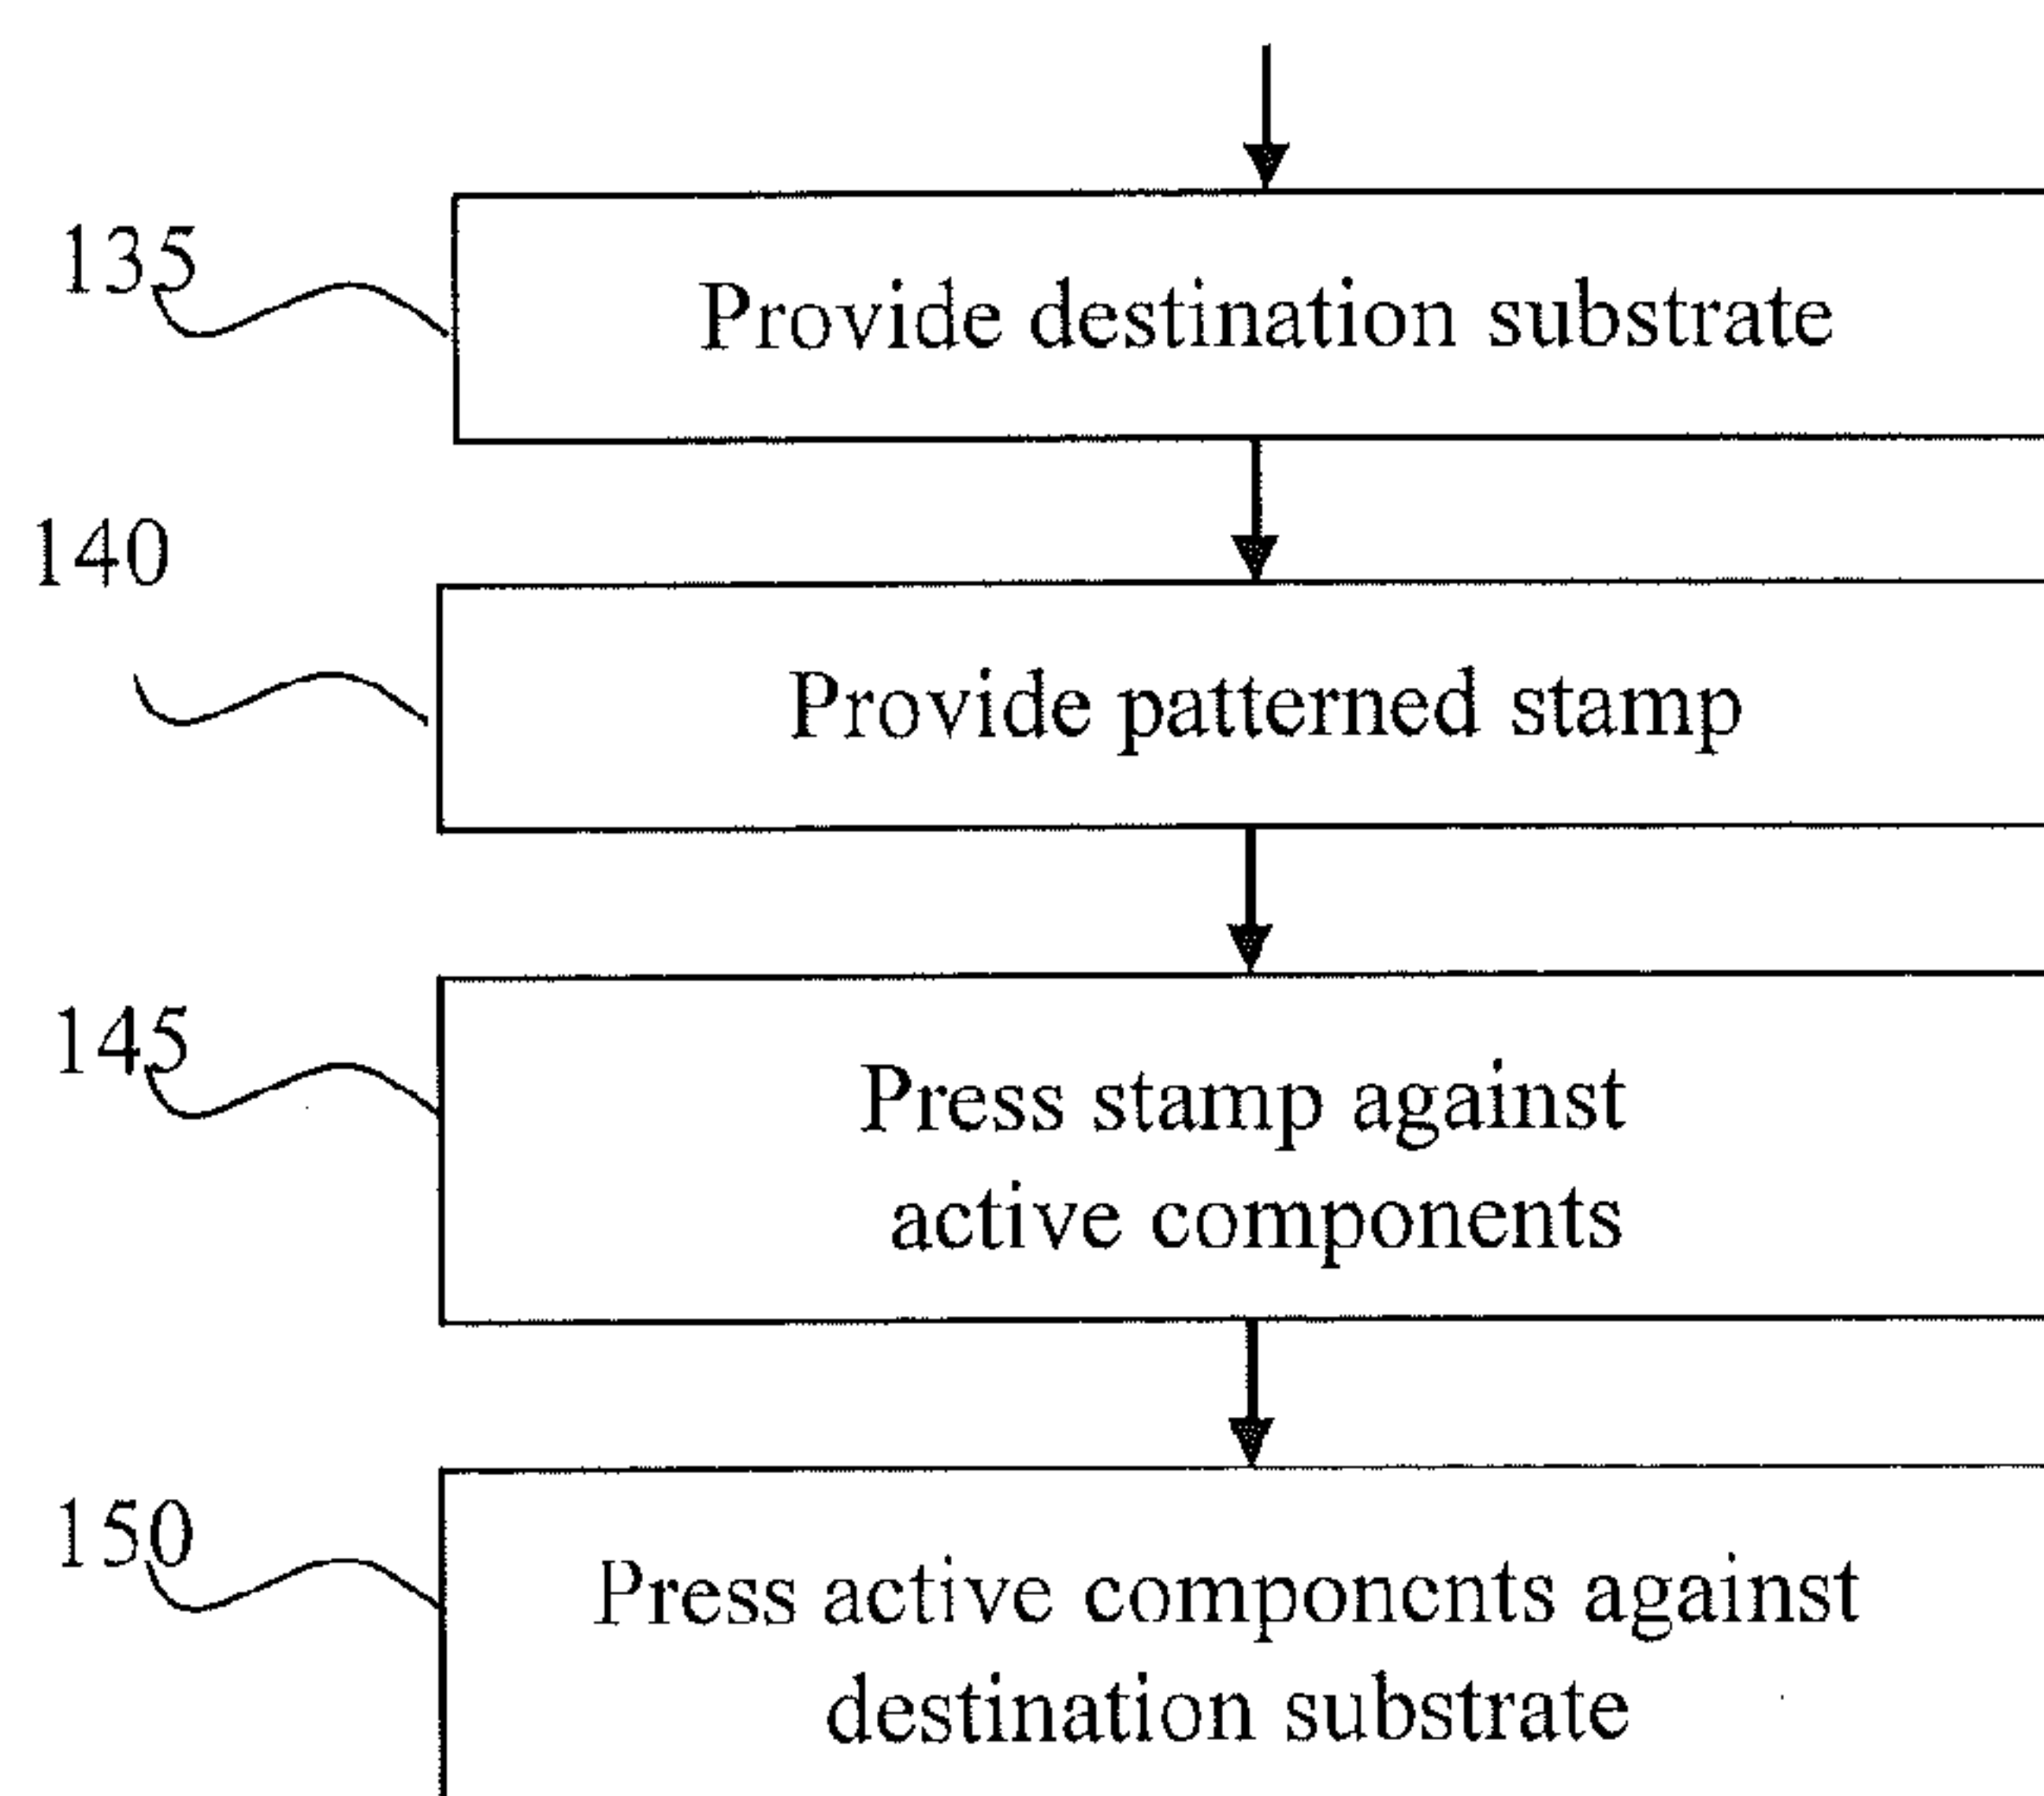 135
Provide destination substrate
140
Provide patterned stamp
145
Press stamp against
active components
150
Press active components against
destination substrate